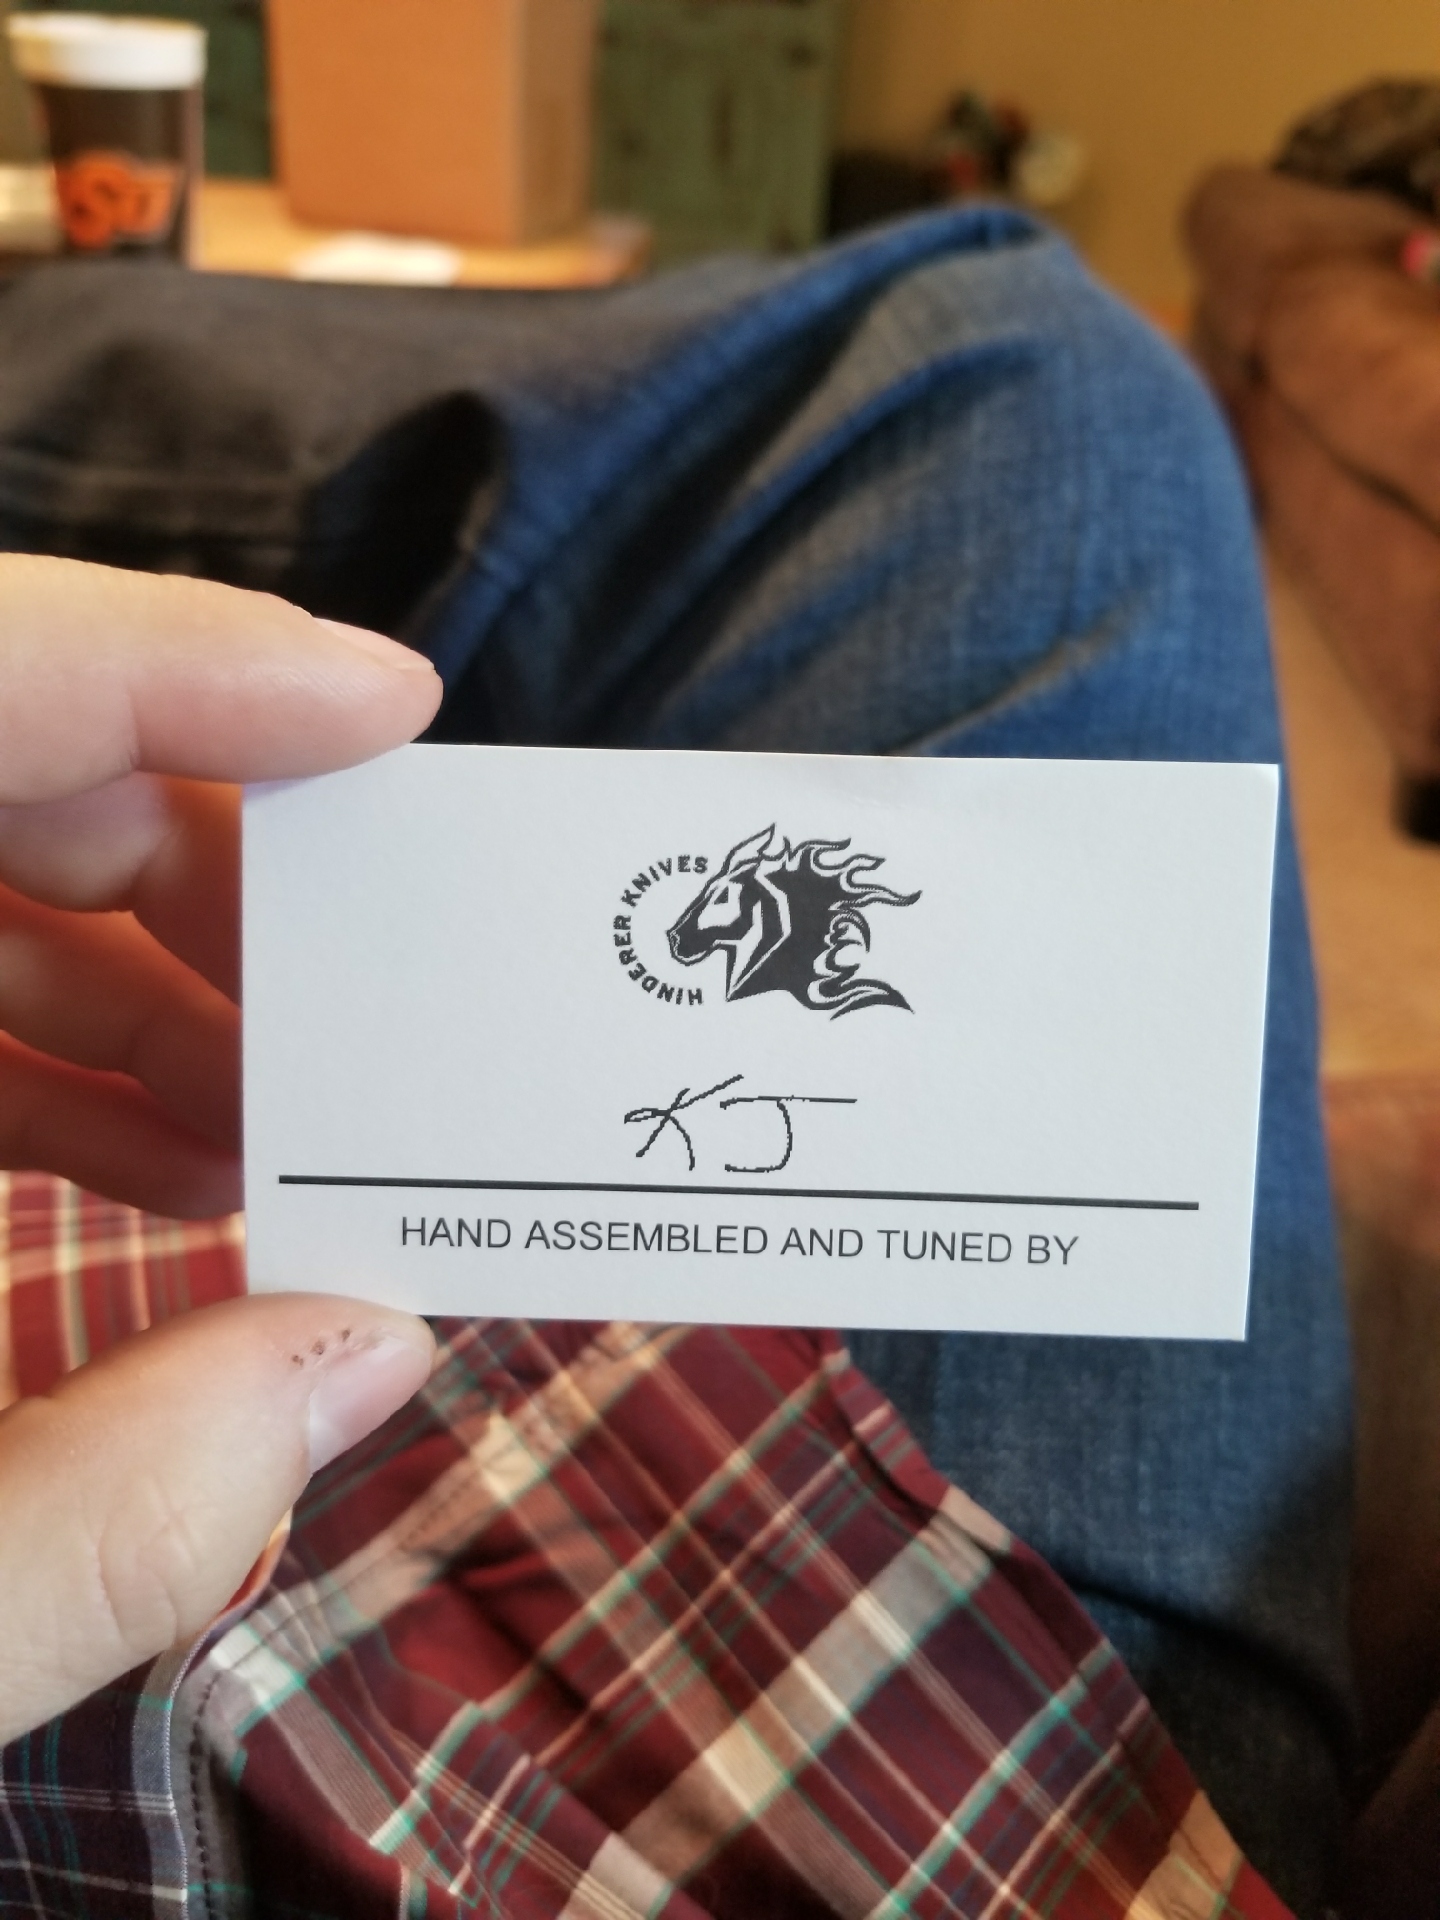 HINDERER KNIVES
KJ
HAND ASSEMBLED AND TUNED BY